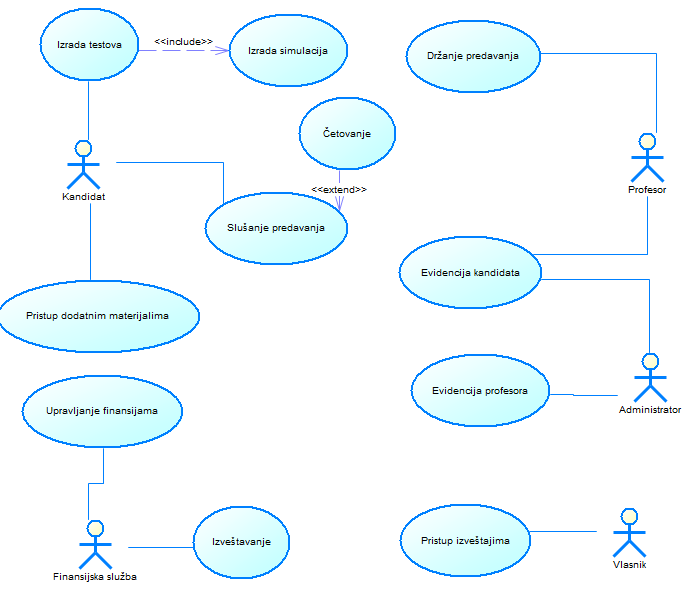 Izrada testova
<<include>>
Izrada simulacija
Držanje predavanja
Četovanje
<<extend>>
Kandidat
Profesor
Slušanje predavanja
Evidencija kandidata
Pristup dodatnim materijalima
Evidencija profesora
Administrator
Upravljanje finansijama
Izveštavanje
Pristup izveštajima
Finansijska služba
Vlasnik